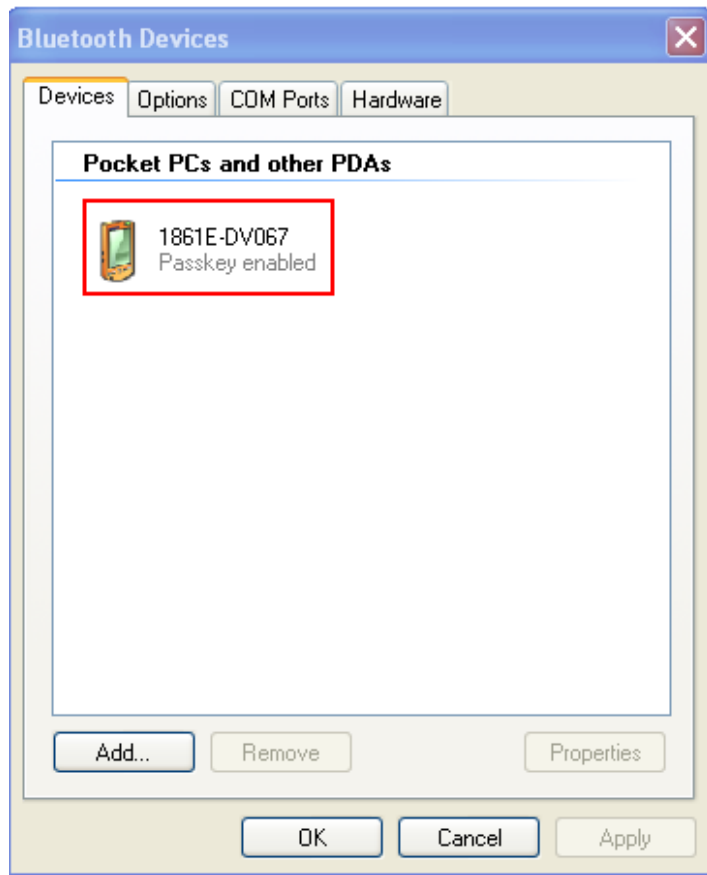 Bluetooth Devices
Devices Options COM Ports Hardware
Pocket PCs and other PDAs
1861E-DV067
Passkey enabled
Add... Remove Properties
OK Cancel Apply